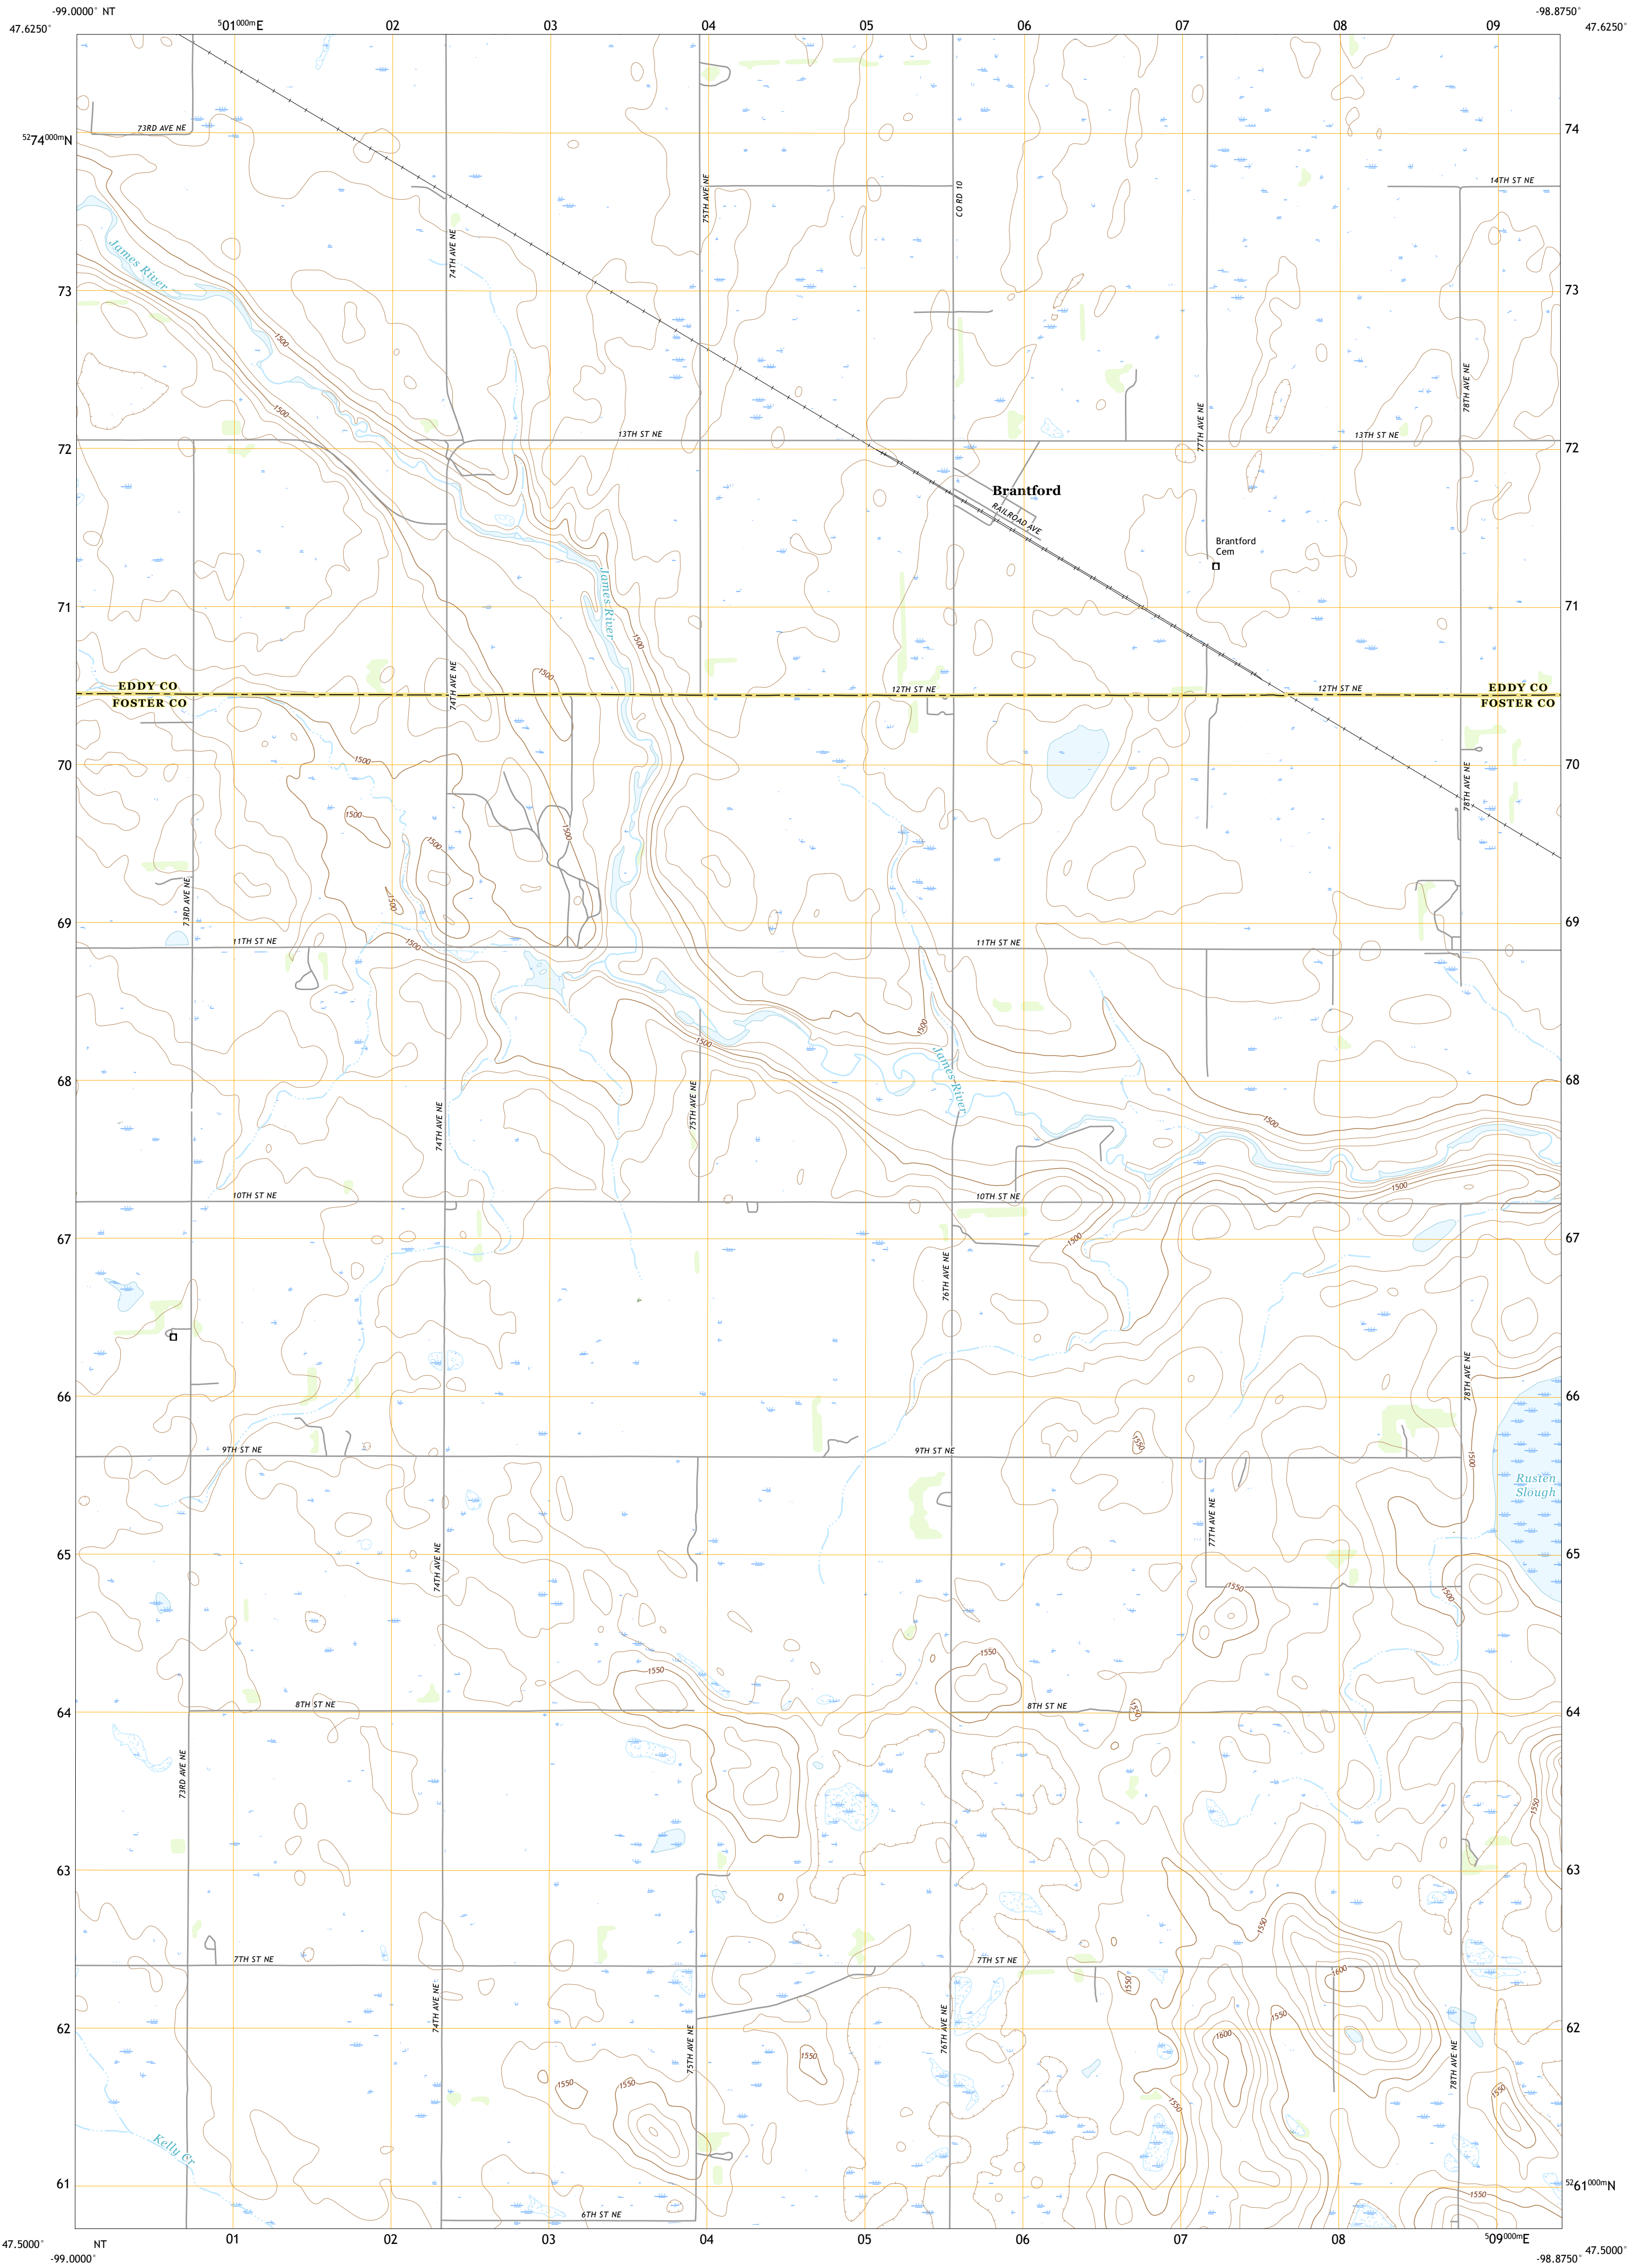 -99.0000° NT
-98.8750°
47.6250°
501000mE
02
03
04
05
06
07
08
09
47.6250°
5274000mN
73RD AVE NE
74
14TH ST NE
75TH AVE NE
CO RD 10
James River
74TH AVE NE
73
73
1500
1500
78TH AVE NE
77TH AVE NE
13TH ST NE
13TH ST NE
72
72
Brantford
RAILROAD AVE
Brantford
Cem
James River
71
71
1500
1500
74TH AVE NE
EDDY CO
FOSTER CO
12TH ST NE
12TH ST NE
EDDY CO
FOSTER CO
1500
70
70
78TH AVE NE
1500
1500
1500
1500
73RD AVE NE
69
69
11TH ST NE
1500
11TH ST NE
1500
1500
James River
68
68
75TH AVE NE
74TH AVE NE
1500
1500
10TH ST NE
10TH ST NE
67
1500
67
76TH AVE NE
78TH AVE NE
66
66
1550
9TH ST NE
9TH ST NE
1500
Rusten
Slough
77TH AVE NE
65
65
74TH AVE NE
1550
1500
1550
1550
8TH ST NE
8TH ST NE
1550
64
64
73RD AVE NE
1550
63
63
1550
7TH ST NE
7TH ST NE
1600
1550
74TH AVE NE
76TH AVE NE
1550
62
62
1600
75TH AVE NE
78TH AVE NE
1550
1550
1550
1550
1550
Kelly Cr
61
5261000mN
1550
6TH ST NE
47.5000°
NT
-99.0000°
01
02
03
04
05
06
07
08
509000mE
47.5000°
-98.8750°